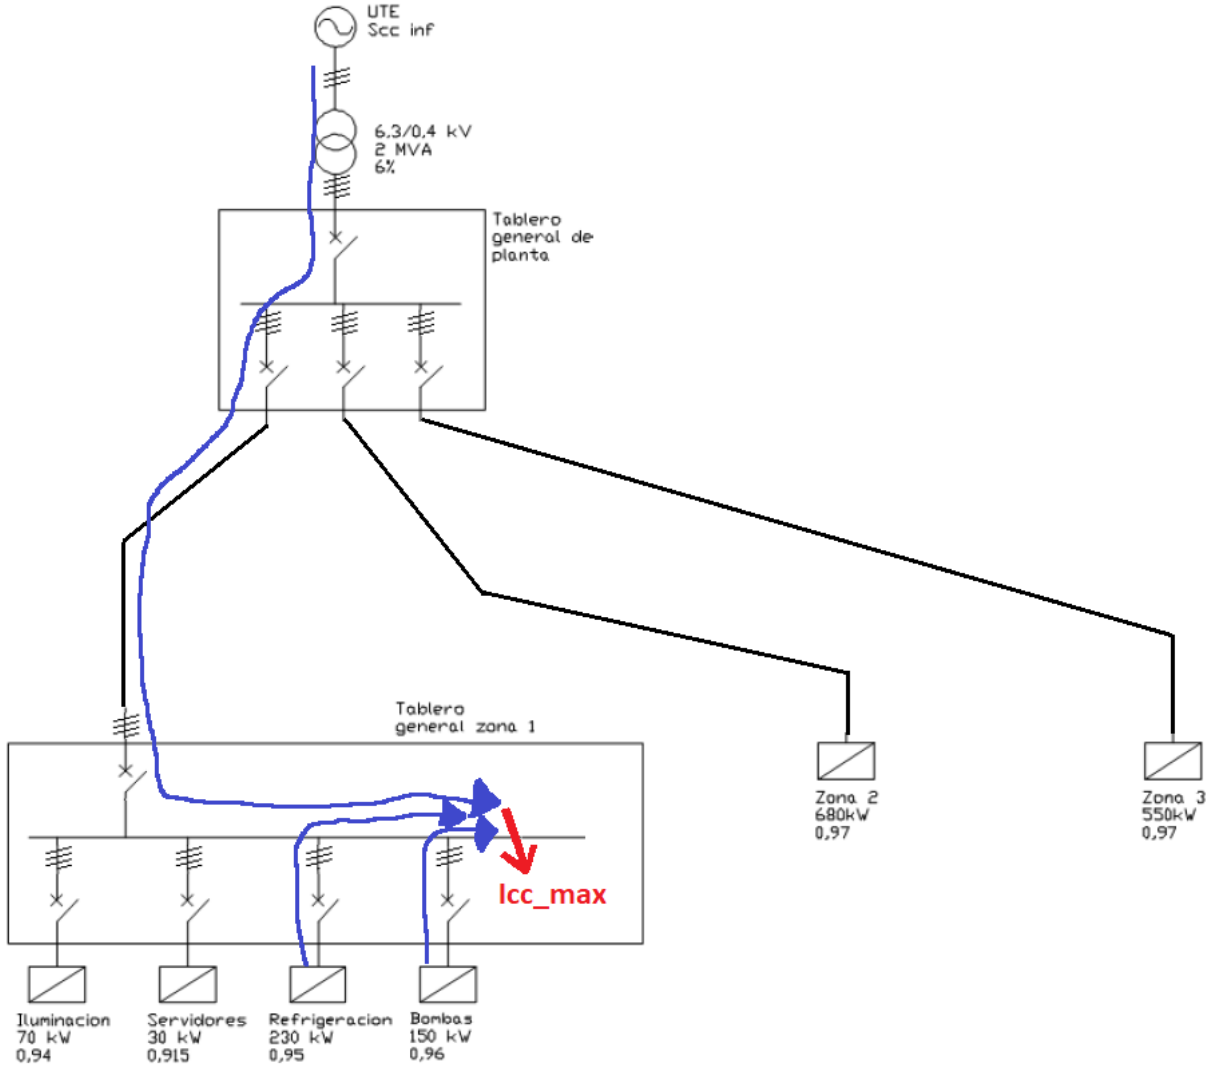 UTE
Scc inf
6.3/0.4 kV
2 MVA
6%
Tablero
general de
planta
Tablero
general zona 1
Zona 2
680kW
0,97
Zona 3
550kW
0,97
Icc_max
Iluminacion
70 kW
0,94
Servidores
30 kW
0,915
Refrigeracion
230 kW
0,95
Bombas
150 kW
0,96